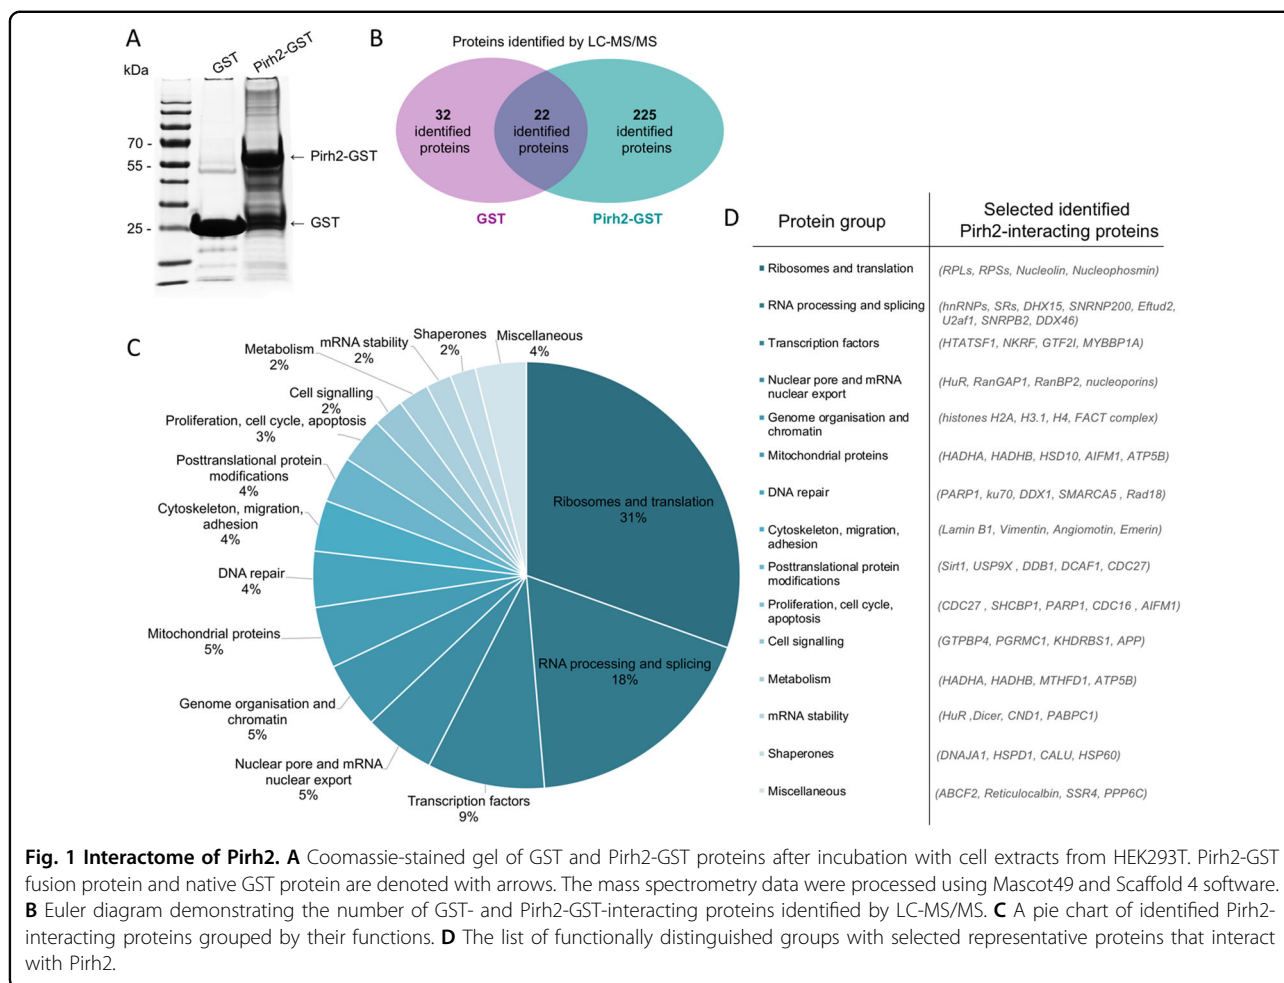 A
GST
Pirh2-GST
kDa
70 -
55 -
25 -
← Pirh2-GST
← GST
B
Proteins identified by LC-MS/MS
32
identified
proteins
22
identified
proteins
225
identified
proteins
GST
Pirh2-GST
C
Shaperones
2%
Miscellaneous
4%
mRNA stability
2%
Metabolism
2%
Cell signalling
2%
Proliferation, cell cycle, apoptosis
3%
Posttranslational protein
modifications
4%
Cytoskeleton, migration,
adhesion
4%
DNA repair
4%
Mitochondrial proteins
5%
Genome organisation and
chromatin
5%
Nuclear pore and mRNA
nuclear export
5%
Transcription factors
9%
RNA processing and splicing
18%
Ribosomes and translation
31%
D
Protein group
Selected identified
Pirh2-interacting proteins
Ribosomes and translation
(RPLs, RPSs, Nucleolin, Nucleophosmin)
RNA processing and splicing
(hnRNPs, SRs, DHX15, SNRNP200, Eftud2,
U2af1, SNRPB2, DDX46)
Transcription factors
(HTATSF1, NKRF, GTF2I, MYBBP1A)
Nuclear pore and mRNA
nuclear export
(HuR, RanGAP1, RanBP2, nucleoporins)
Genome organisation and
chromatin
(histones H2A, H3.1, H4, FACT complex)
Mitochondrial proteins
(HADHA, HADHB, HSD10, AIFM1, ATP5B)
DNA repair
(PARP1, ku70, DDX1, SMARCA5 , Rad18)
Cytoskeleton, migration,
adhesion
(Lamin B1, Vimentin, Angiomotin, Emerin)
Posttranslational protein
modifications
(Sirt1, USP9X , DDB1, DCAF1, CDC27)
Proliferation, cell cycle,
apoptosis
(CDC27 , SHCBP1, PARP1, CDC16 , AIFM1)
Cell signalling
(GTPBP4, PGRMC1, KHDRBS1, APP)
Metabolism
(HADHA, HADHB, MTHFD1, ATP5B)
mRNA stability
(HuR ,Dicer, CND1, PABPC1)
Shaperones
(DNAJA1, HSPD1, CALU, HSP60)
Miscellaneous
(ABCF2, Reticulocalbin, SSR4, PPP6C)
Fig. 1 Interactome of Pirh2. A Coomassie-stained gel of GST and Pirh2-GST proteins after incubation with cell extracts from HEK293T. Pirh2-GST
fusion protein and native GST protein are denoted with arrows. The mass spectrometry data were processed using Mascot49 and Scaffold 4 software.
B Euler diagram demonstrating the number of GST- and Pirh2-GST-interacting proteins identified by LC-MS/MS. C A pie chart of identified Pirh2-
interacting proteins grouped by their functions. D The list of functionally distinguished groups with selected representative proteins that interact
with Pirh2.